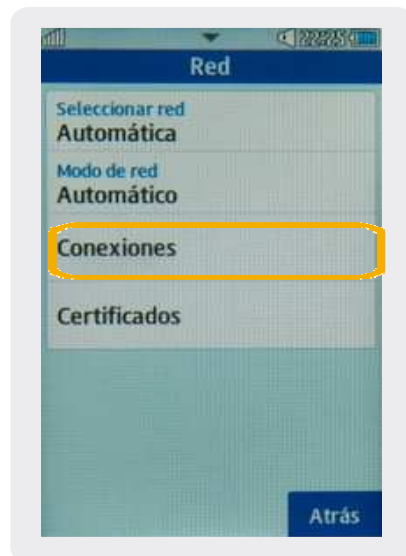 Red
Seleccionar red
Automática
Modo de red
Automático
Conexiones
Certificados
Atrás